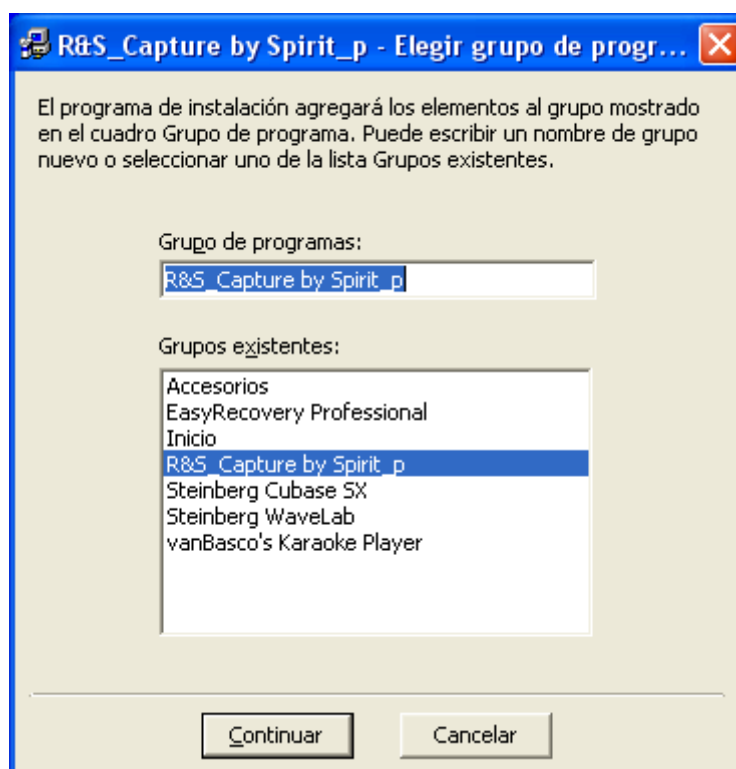 R&S_Capture by Spirit_p - Elegir grupo de progr...
El programa de instalación agregará los elementos al grupo mostrado
en el cuadro Grupo de programa. Puede escribir un nombre de grupo
nuevo o seleccionar uno de la lista Grupos existentes.
Grupo de programas:
R&S_Capture by Spirit_p
Grupos existentes:
Accesorios
EasyRecovery Professional
Inicio
R&S_Capture by Spirit_p
Steinberg Cubase SX
Steinberg WaveLab
vanBasco's Karaoke Player
Continuar
Cancelar